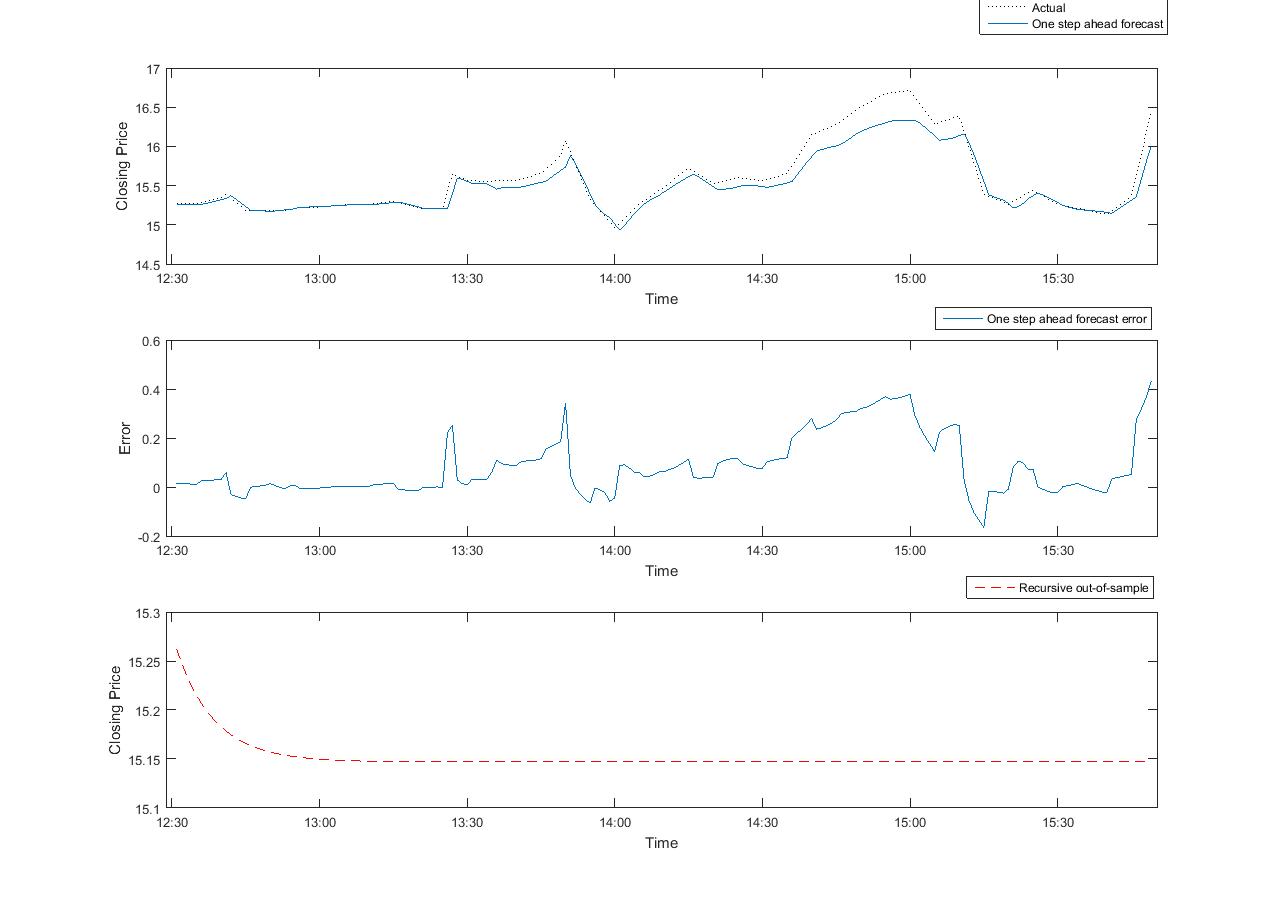 Actual
One step ahead forecast
17
16.5
16
15.5
15
14.5
Closing Price
12:30 13:00 13:30 14:00 14:30 15:00 15:30
Time
One step ahead forecast error
0.6
0.4
0.2
0
-0.2
Error
12:30 13:00 13:30 14:00 14:30 15:00 15:30
Time
Recursive out-of-sample
15.3
15.25
15.2
15.15
15.1
Closing Price
12:30 13:00 13:30 14:00 14:30 15:00 15:30
Time